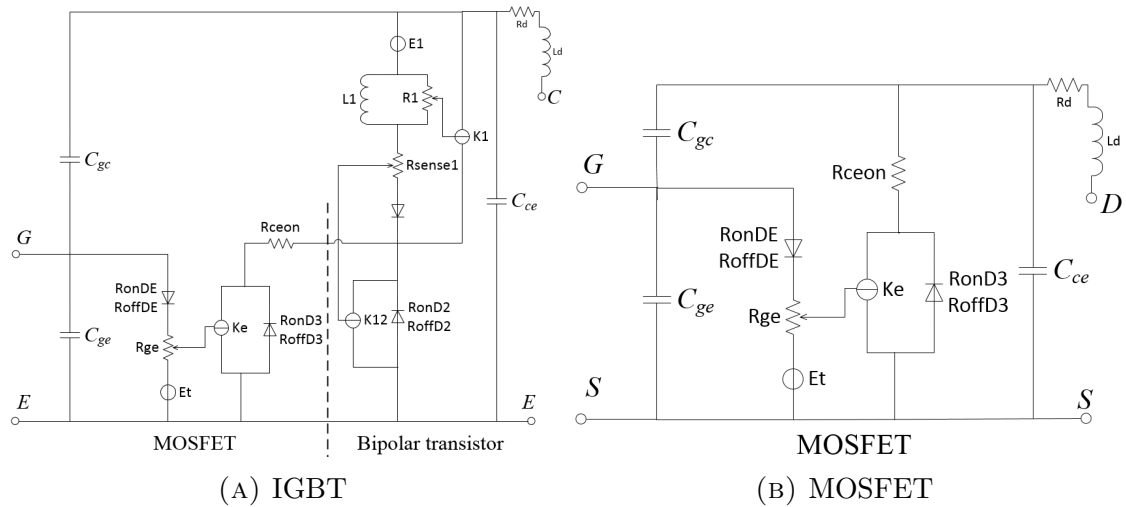 Rd
E1
Ld
L1
R1
C
K1
Cgc
Rsense1
Cce
Rceon
G
RonDE
RoffDE
Cge
Rge
Ke
RonD3
RoffD3
K12
RonD2
RoffD2
Et
E
E
MOSFET
Bipolar transistor
(A) IGBT
Rd
Ld
Cgc
G
Rceon
D
RonDE
RoffDE
Cge
Rge
Ke
RonD3
RoffD3
Cce
Et
S
S
MOSFET
(B) MOSFET